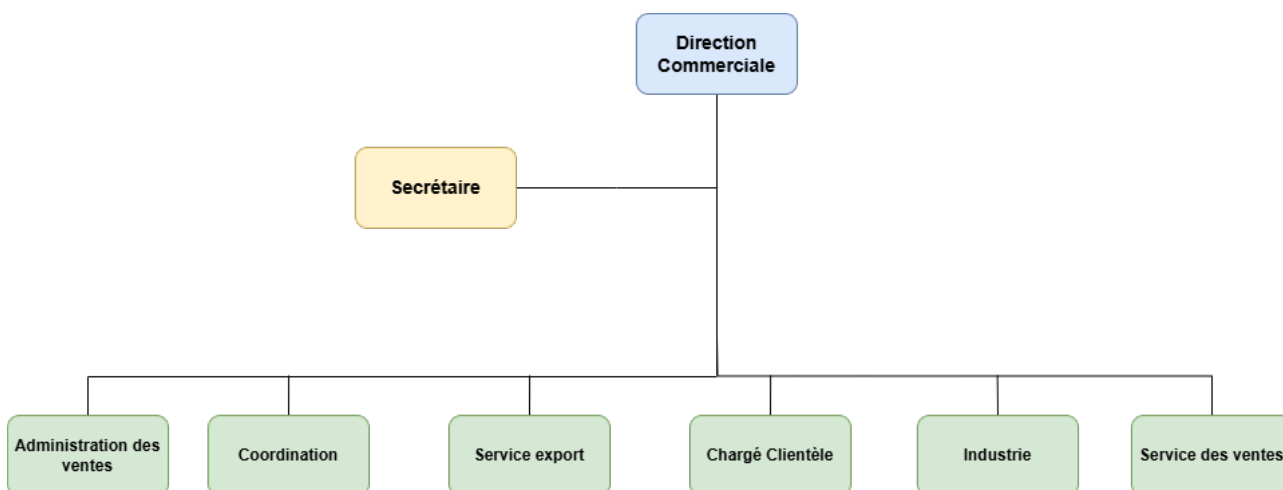 Direction
Commerciale
Secrétaire
Administration des
ventes
Coordination
Service export
Chargé Clientèle
Industrie
Service des ventes